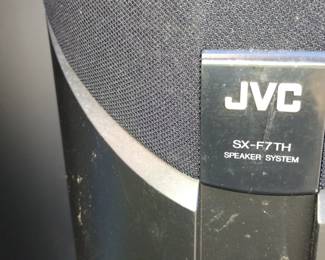 JVC
SX-F7TH
SPEAKER SYSTEM